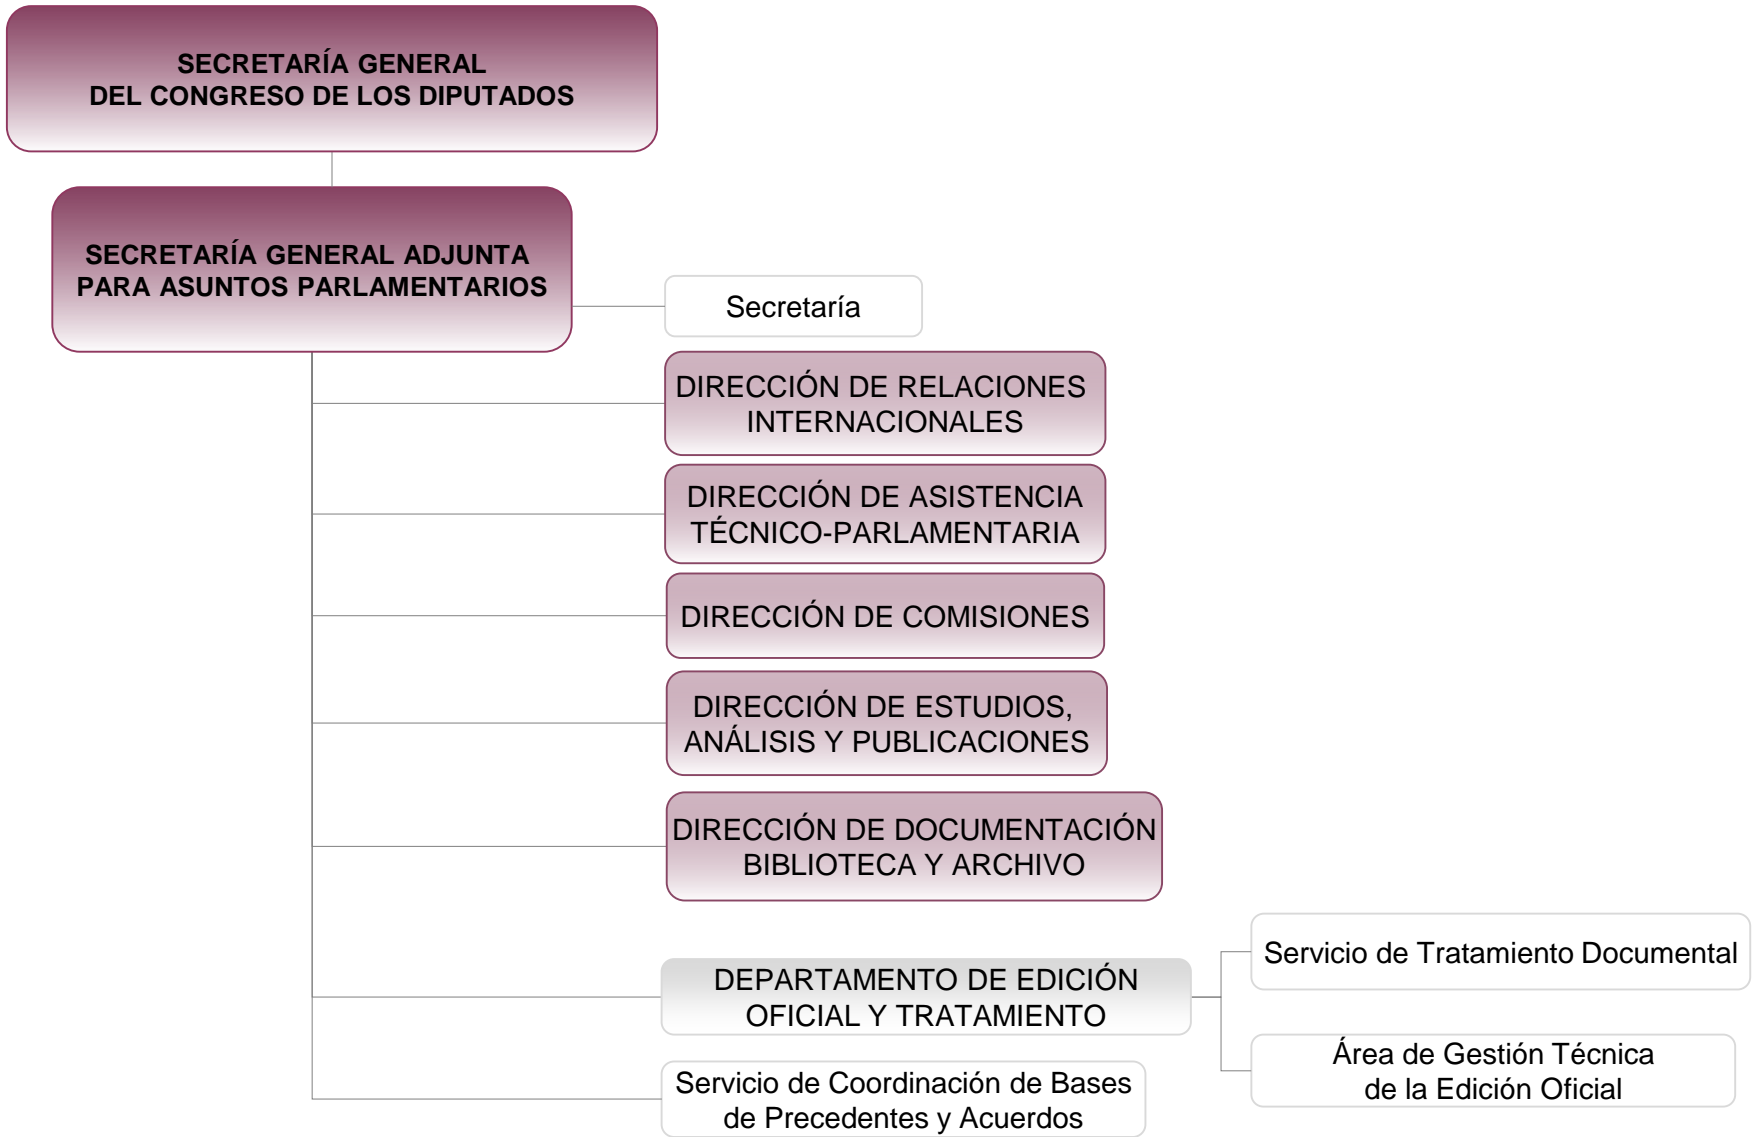 SECRETARÍA GENERAL
DEL CONGRESO DE LOS DIPUTADOS
SECRETARÍA GENERAL ADJUNTA
PARA ASUNTOS PARLAMENTARIOS
Secretaría
DIRECCIÓN DE RELACIONES
INTERNACIONALES
DIRECCIÓN DE ASISTENCIA
TÉCNICO-PARLAMENTARIA
DIRECCIÓN DE COMISIONES
DIRECCIÓN DE ESTUDIOS,
ANÁLISIS Y PUBLICACIONES
DIRECCIÓN DE DOCUMENTACIÓN
BIBLIOTECA Y ARCHIVO
DEPARTAMENTO DE EDICIÓN
OFICIAL Y TRATAMIENTO
Servicio de Tratamiento Documental
Área de Gestión Técnica
de la Edición Oficial
Servicio de Coordinación de Bases
de Precedentes y Acuerdos